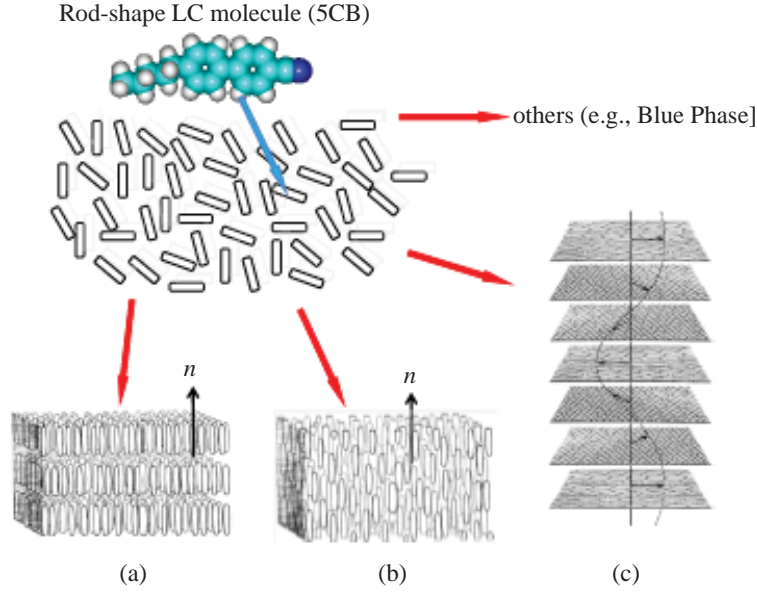 Rod-shape LC molecule (5CB)
others (e.g., Blue Phase]
n
n
(a)
(b)
(c)